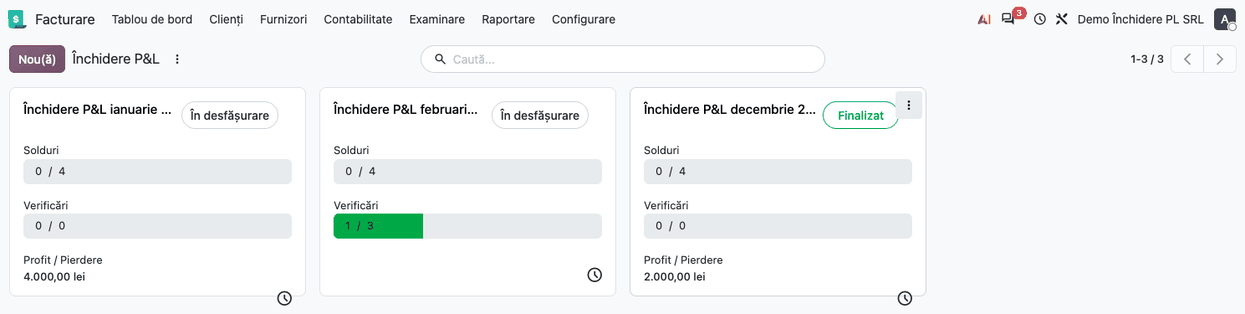 Facturare Tablou de bord Clienți Furnizori Contabilitate Examinare Raportare Configurare AI 3 Demo Închidere PL SRL A
Nou(ă) Închidere P&L Caută... 1-3 / 3
Închidere P&L ianuarie ... În desfășurare
Solduri
0 / 4
Verificări
0 / 0
Profit / Pierdere
4.000,00 lei
Închidere P&L februari... În desfășurare
Solduri
0 / 4
Verificări
1 / 3
Închidere P&L decembrie 2... Finalizat
Solduri
0 / 4
Verificări
0 / 0
Profit / Pierdere
2.000,00 lei